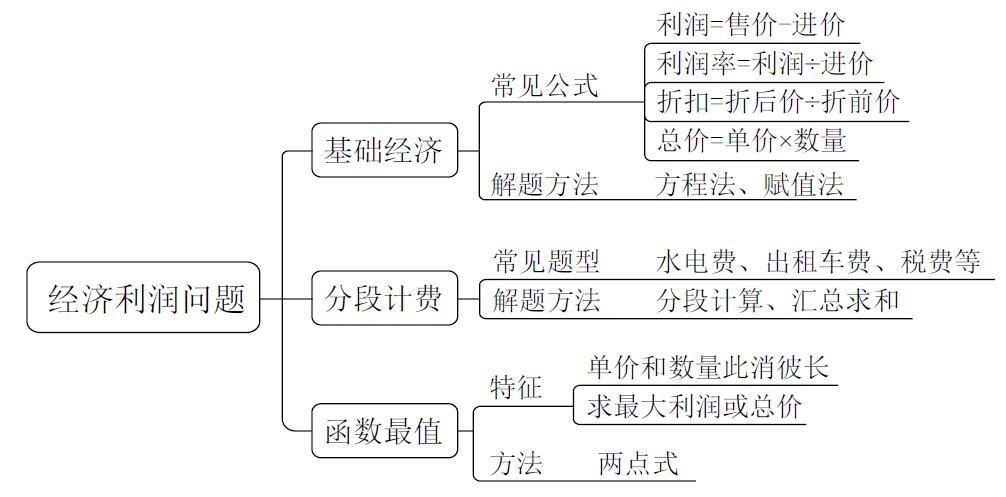 经济利润问题
基础经济
常见公式
利润=售价-进价
利润率=利润÷进价
折扣=折后价÷折前价
总价=单价×数量
解题方法 方程法、赋值法
分段计费
常见题型 水电费、出租车费、税费等
解题方法 分段计算、汇总求和
函数最值
特征
单价和数量此消彼长
求最大利润或总价
方法 两点式